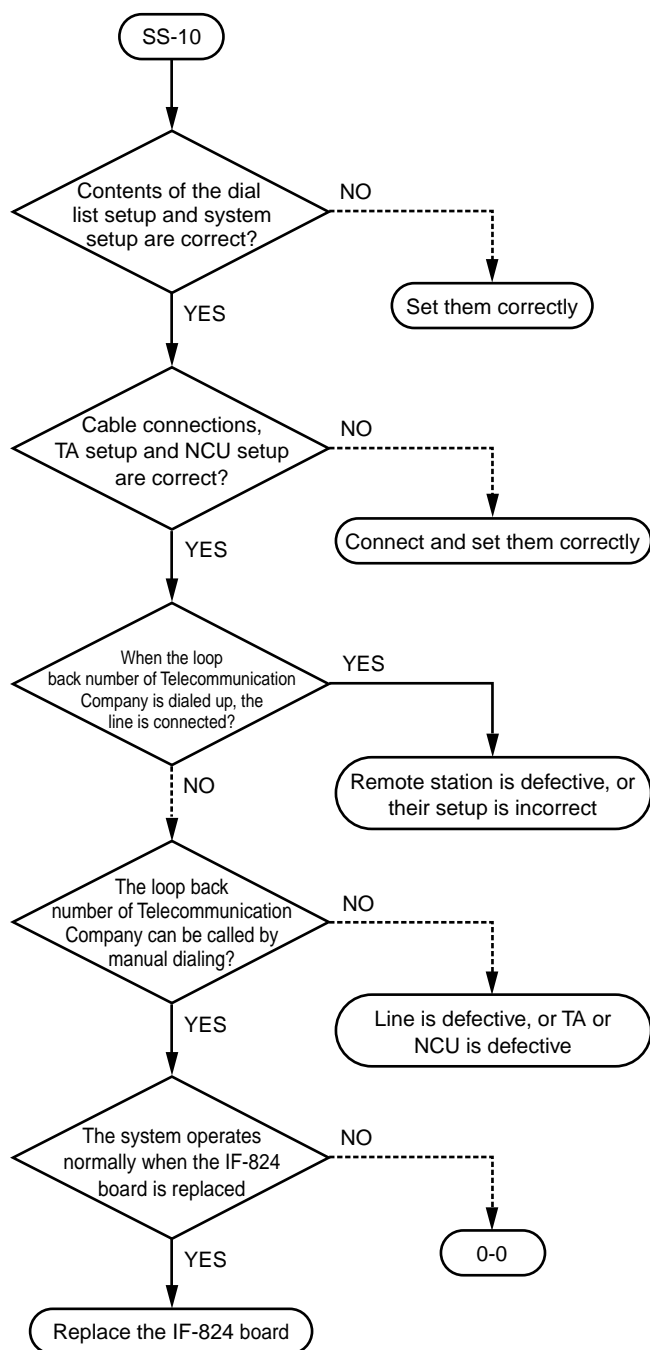 SS-10
Contents of the dial
list setup and system
setup are correct?
NO
Set them correctly
YES
Cable connections,
TA setup and NCU setup
are correct?
NO
Connect and set them correctly
YES
When the loop
back number of Telecommunication
Company is dialed up, the
line is connected?
YES
Remote station is defective, or
their setup is incorrect
NO
The loop back
number of Telecommunication
Company can be called by
manual dialing?
NO
Line is defective, or TA or
NCU is defective
YES
The system operates
normally when the IF-824
board is replaced
NO
0-0
YES
Replace the IF-824 board